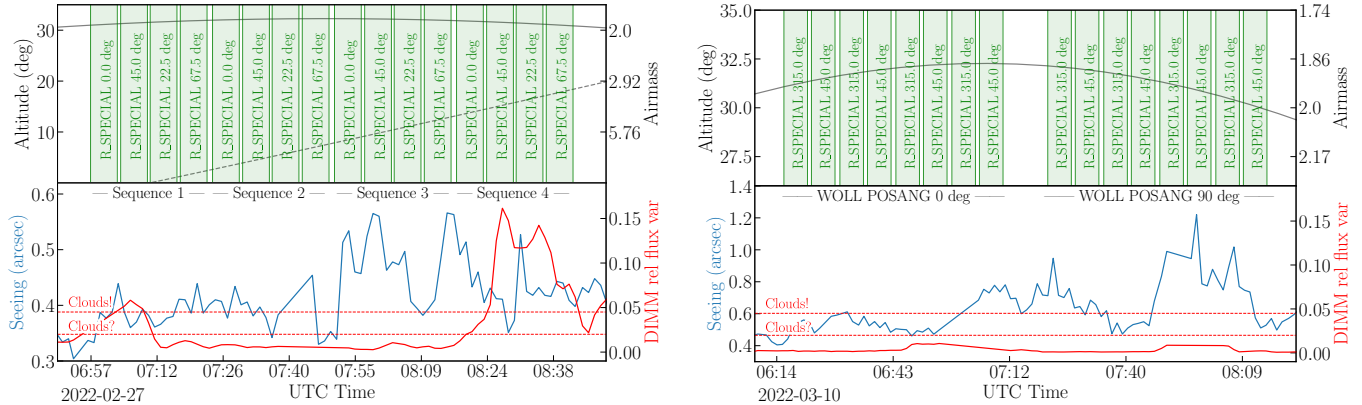 Altitude (deg)
30
20
10
R_SPECIAL 0.0 deg
R_SPECIAL 45.0 deg
R_SPECIAL 22.5 deg
R_SPECIAL 67.5 deg
R_SPECIAL 0.0 deg
R_SPECIAL 45.0 deg
R_SPECIAL 22.5 deg
R_SPECIAL 67.5 deg
R_SPECIAL 0.0 deg
R_SPECIAL 45.0 deg
R_SPECIAL 22.5 deg
R_SPECIAL 67.5 deg
R_SPECIAL 0.0 deg
R_SPECIAL 45.0 deg
R_SPECIAL 22.5 deg
R_SPECIAL 67.5 deg
2.0
2.92
5.76
Airmass
Seeing (arcsec)
0.6
0.5
0.4
0.3
Sequence 1
Sequence 2
Sequence 3
Sequence 4
Clouds!
Clouds?
0.15
0.10
0.05
0.00
DIMM rel flux var
06:57
07:12
07:26
07:40
07:55
08:09
08:24
08:38
2022-02-27
UTC Time
Altitude (deg)
35.0
32.5
30.0
27.5
R_SPECIAL 315.0 deg
R_SPECIAL 45.0 deg
R_SPECIAL 315.0 deg
R_SPECIAL 45.0 deg
R_SPECIAL 315.0 deg
R_SPECIAL 45.0 deg
R_SPECIAL 315.0 deg
R_SPECIAL 45.0 deg
R_SPECIAL 315.0 deg
R_SPECIAL 45.0 deg
R_SPECIAL 315.0 deg
R_SPECIAL 45.0 deg
R_SPECIAL 315.0 deg
R_SPECIAL 45.0 deg
R_SPECIAL 315.0 deg
R_SPECIAL 45.0 deg
1.74
1.86
2.0
2.17
Airmass
Seeing (arcsec)
1.4
1.2
1.0
0.8
0.6
0.4
WOLL POSANG 0 deg
WOLL POSANG 90 deg
Clouds!
Clouds?
0.15
0.10
0.05
0.00
DIMM rel flux var
06:14
06:43
07:12
07:40
08:09
2022-03-10
UTC Time